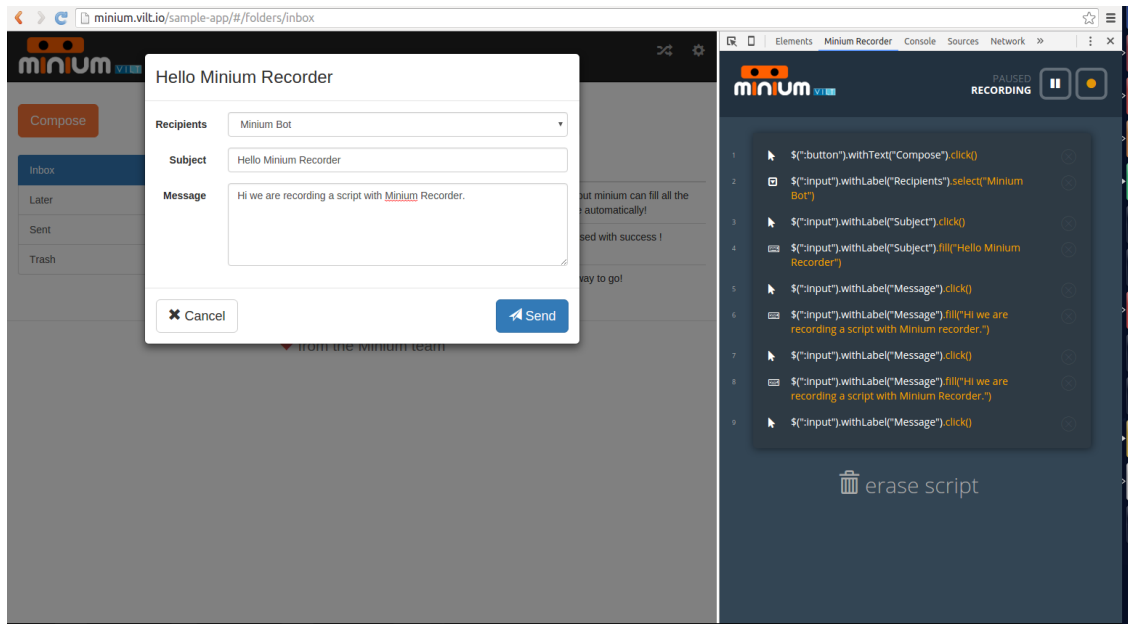 minium.vilt.io/sample-app/#/folders/inbox
minium VILT
Compose
Inbox
Later
Sent
Trash
Hello Minium Recorder
Recipients
Minium Bot
Subject
Hello Minium Recorder
Message
Hi we are recording a script with Minium Recorder.
Cancel
Send
out minium can fill all the
automatically!
sed with success !
way to go!
from the Minium team
Elements Minium Recorder Console Sources Network »
minium VILT
PAUSED
RECORDING
1 $(":button").withText("Compose").click()
2 $(":input").withLabel("Recipients").select("Minium
Bot")
3 $(":input").withLabel("Subject").click()
4 $(":input").withLabel("Subject").fill("Hello Minium
Recorder")
5 $(":input").withLabel("Message").click()
6 $(":input").withLabel("Message").fill("Hi we are
recording a script with Minium recorder.")
7 $(":input").withLabel("Message").click()
8 $(":input").withLabel("Message").fill("Hi we are
recording a script with Minium Recorder.")
9 $(":input").withLabel("Message").click()
erase script